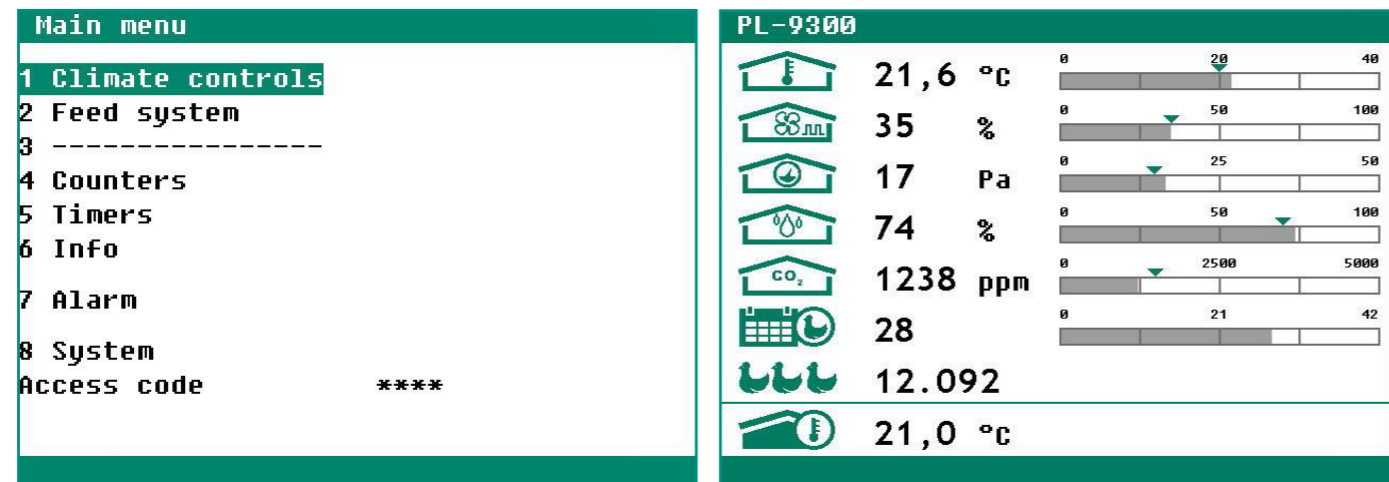 Main menu
1 Climate controls
2 Feed system
3 ----------------
4 Counters
5 Timers
6 Info
7 Alarm
8 System
Access code ****
PL-9300
21,6 °C 0 20 40
35 % 0 50 100
17 Pa 0 25 50
74 % 0 50 100
CO₂ 1238 ppm 0 2500 5000
28 0 21 42
12.092
21,0 °C